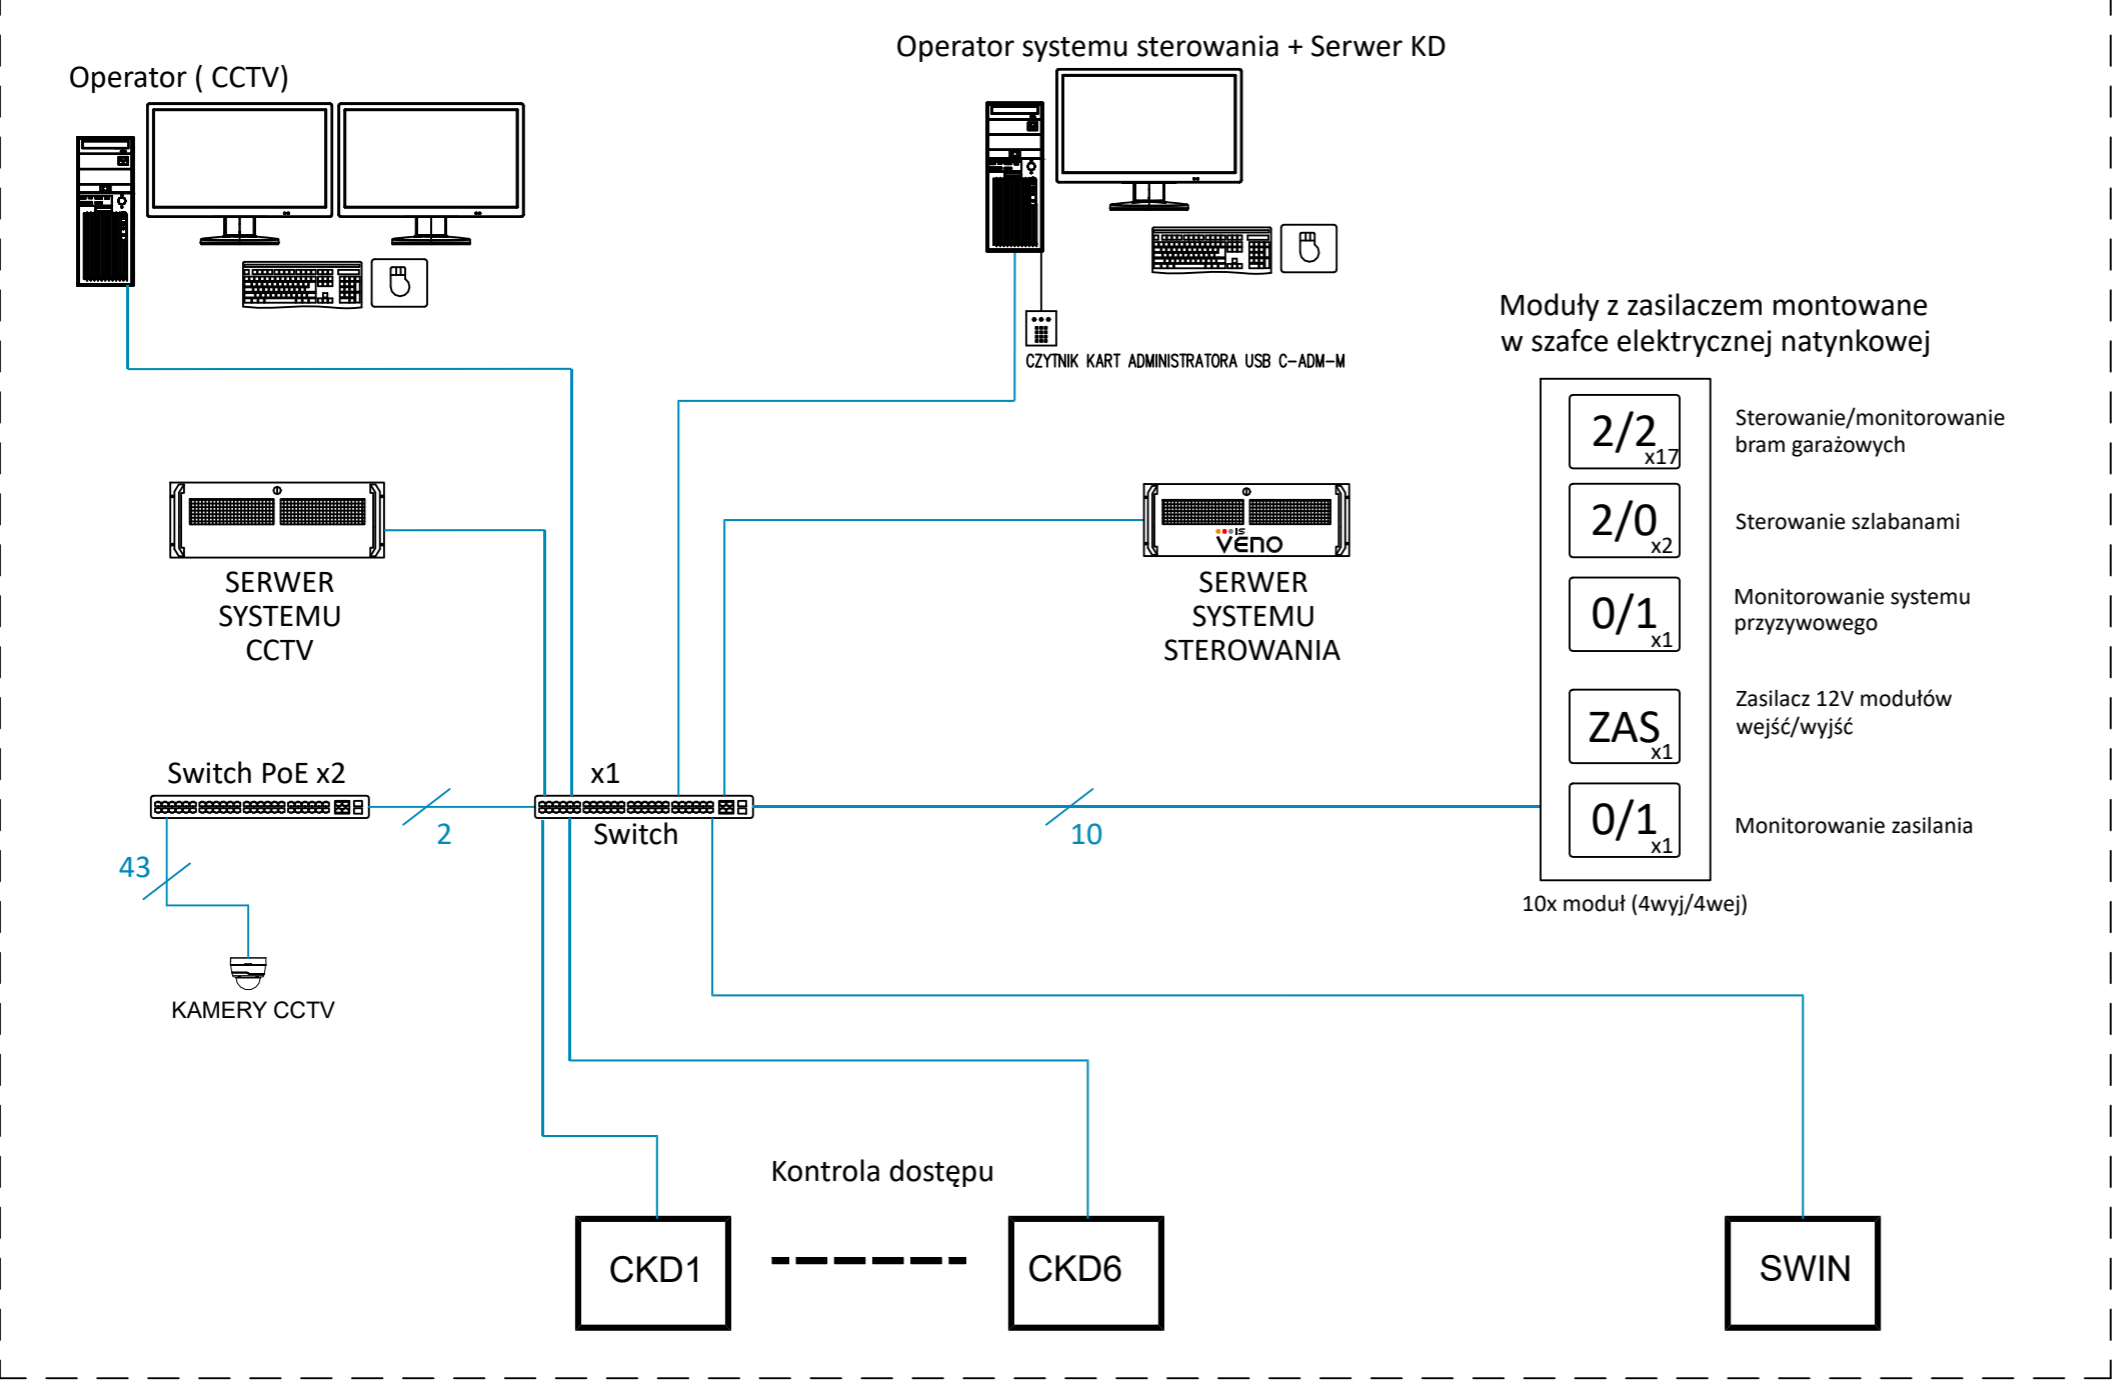 Operator systemu sterowania + Serwer KD
Operator ( CCTV)
CZYTNIK KART ADMINISTRATORA USB C-ADM-M
Moduły z zasilaczem montowane
w szafce elektrycznej natynkowej
2/2
x17
Sterowanie/monitorowanie
bram garażowych
2/0
x2
Sterowanie szlabanami
0/1
x1
Monitorowanie systemu
przyzywowego
ZAS
x1
Zasilacz 12V modułów
wejść/wyjść
0/1
x1
Monitorowanie zasilania
10x moduł (4wyj/4wej)
SERWER
SYSTEMU
CCTV
IS
VENO
SERWER
SYSTEMU
STEROWANIA
Switch PoE x2
x1
Switch
2
10
43
KAMERY CCTV
Kontrola dostępu
CKD1
CKD6
SWIN